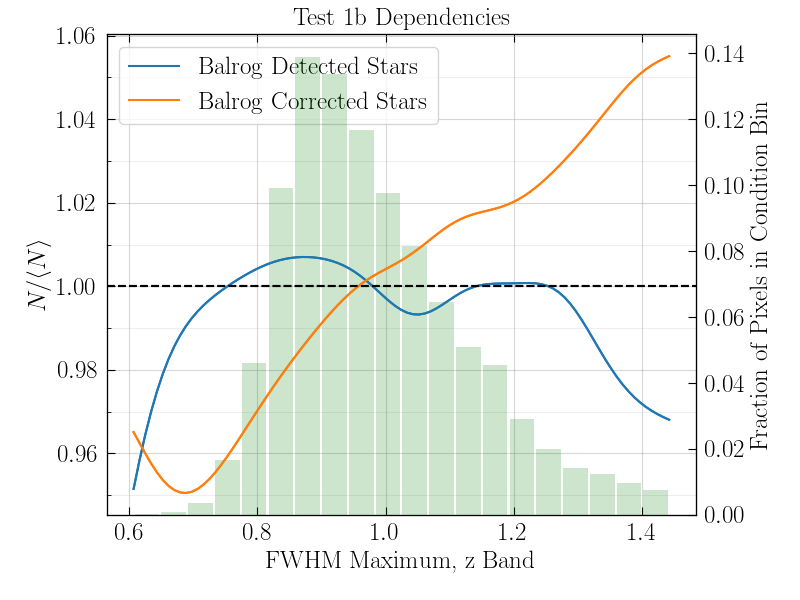 Test 1b Dependencies
Balrog Detected Stars
Balrog Corrected Stars
1.06
1.04
1.02
1.00
0.98
0.96
N/⟨N⟩
0.14
0.12
0.10
0.08
0.06
0.04
0.02
0.00
Fraction of Pixels in Condition Bin
0.6 0.8 1.0 1.2 1.4
FWHM Maximum, z Band